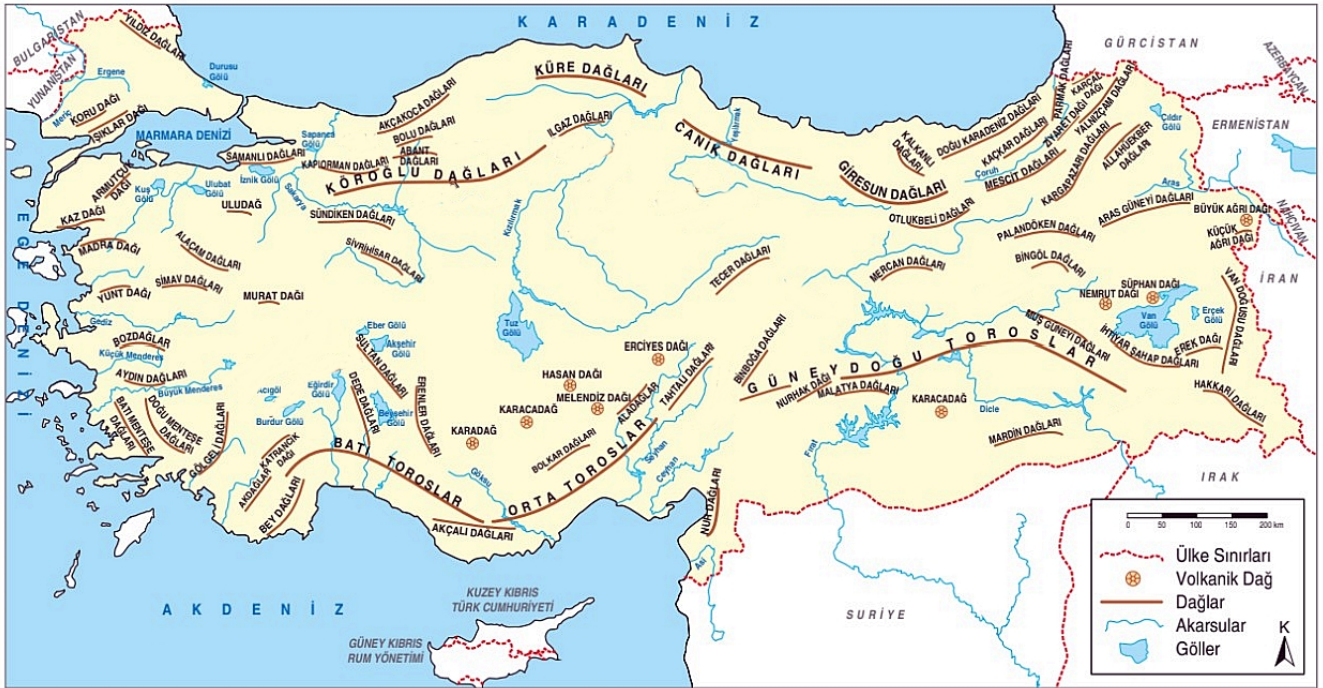 KARADENİZ
BULGARİSTAN
YUNANİSTAN
GÜRCİSTAN
AZERBAYCAN
ERMENİSTAN
NAHÇIVAN
İRAN
IRAK
SURİYE
EGE DENİZİ
MARMARA DENİZİ
AKDENİZ
KUZEY KIBRIS
TÜRK CUMHURİYETİ
GÜNEY KIBRIS
RUM YÖNETİMİ
YILDIZ DAĞLARI
Ergene
Meriç
KORU DAĞI
IŞIKLAR DAĞI
Durusu
Gölü
Sapanca
Gölü
SAMANLI DAĞLARI
KAPIORMAN DAĞLARI
AKÇAKOCA DAĞLARI
BOLU DAĞLARI
ABANT
DAĞLARI
KÖROĞLU DAĞLARI
KÜRE DAĞLARI
ILGAZ DAĞLARI
CANİK DAĞLARI
Yeşilırmak
GİRESUN DAĞLARI
KALKANLI
DAĞLARI
DOĞU KARADENİZ DAĞLARI
KAÇKAR DAĞLARI
Çoruh
MESCİT DAĞLARI
PARMAK DAĞLARI
KARÇAL
DAĞI
ZİYARET DAĞI
YALNIZÇAM DAĞLARI
KARGAPAZARI DAĞLARI
ALLAHUEKBER
DAĞLARI
Çıldır
Gölü
Aras
ARAS GÜNEYİ DAĞLARI
BÜYÜK AĞRI DAĞI
KÜÇÜK
AĞRI DAĞI
OTLUKBELİ DAĞLARI
PALANDÖKEN DAĞLARI
MERCAN DAĞLARI
BİNGÖL DAĞLARI
TECER DAĞLARI
ARMUTÇUK
DAĞI
Kuş
Gölü
Ulubat
Gölü
İznik Gölü
Sakarya
ULUDAĞ
KAZ DAĞI
MADRA DAĞI
ALAÇAM DAĞLARI
SİMAV DAĞLARI
YUNT DAĞI
MURAT DAĞI
SÜNDİKEN DAĞLARI
SİVRİHİSAR DAĞLARI
Kızılırmak
Gediz
BOZDAĞLAR
Küçük Menderes
AYDIN DAĞLARI
Büyük Menderes
BATI MENTEŞE
DAĞLARI
DOĞU MENTEŞE
DAĞLARI
GÖLGELİ DAĞLARI
Acıgöl
Burdur Gölü
Eğirdir
Gölü
Eber Gölü
Akşehir
Gölü
SULTAN DAĞLARI
DEDE DAĞLARI
Beyşehir
Gölü
ERENLER DAĞLARI
KATRANCIK
DAĞI
AKDAĞLAR
BEY DAĞLARI
BATI TOROSLAR
Göksu
AKÇALI DAĞLARI
ORTA TOROSLAR
Tuz
Gölü
HASAN DAĞI
MELENDİZ DAĞI
KARACADAĞ
KARADAĞ
ERCİYES DAĞI
BOLKAR DAĞLARI
ALADAĞLAR
TAHTALI DAĞLARI
Seyhan
Ceyhan
BİNBOĞA DAĞLARI
NUR DAĞLARI
Asi
GÜNEYDOĞU TOROSLAR
NURHAK DAĞI
MALATYA DAĞLARI
Fırat
KARACADAĞ
Dicle
MARDİN DAĞLARI
MUŞ GÜNEYİ DAĞLARI
NEMRUT DAĞI
SÜPHAN DAĞI
Van
Gölü
Erçek
Gölü
VAN DOĞUSU DAĞLARI
İHTİYAR ŞAHAP DAĞLARI
EREK DAĞI
HAKKARİ DAĞLARI
0 50 100 150 200 km
Ülke Sınırları
Volkanik Dağ
Dağlar
Akarsular
Göller
K